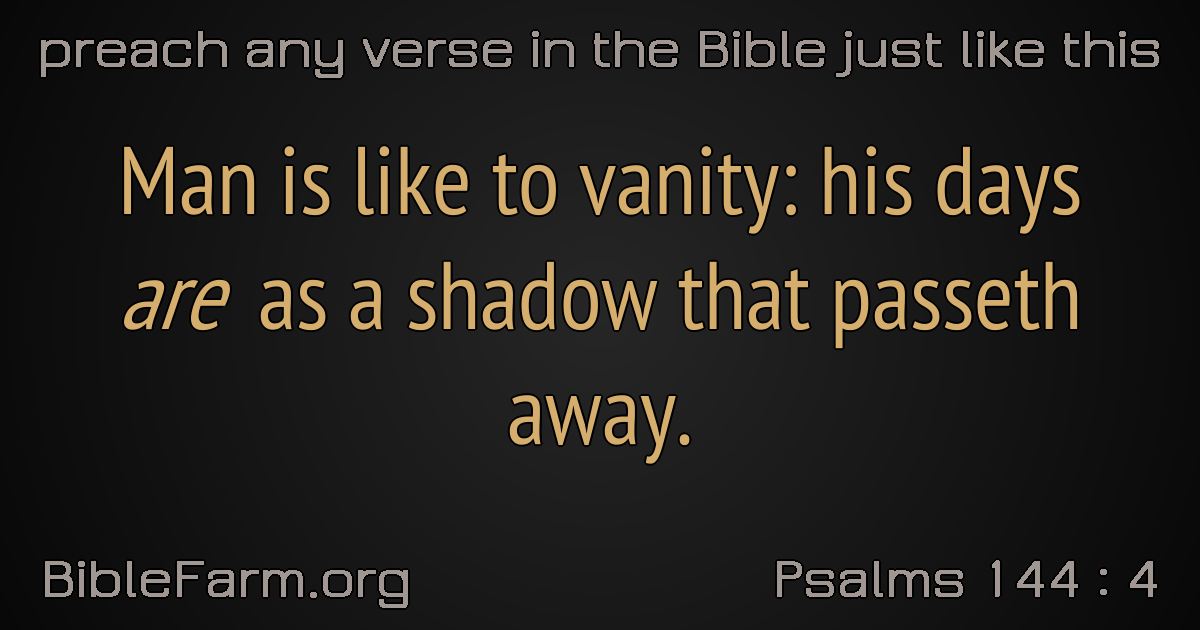 preach any verse in the Bible just like this
Man is like to vanity: his days
are as a shadow that passeth
away.
BibleFarm.org
Psalms 144 : 4